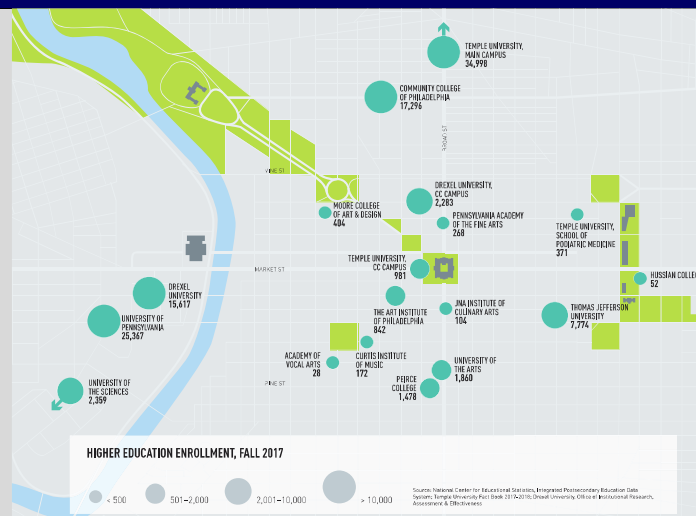 TEMPLE UNIVERSITY,
MAIN CAMPUS
34,998
COMMUNITY COLLEGE
OF PHILADELPHIA
17,296
BROAD ST
VINE ST
DREXEL UNIVERSITY,
CC CAMPUS
2,283
MOORE COLLEGE
OF ART & DESIGN
404
PENNSYLVANIA ACADEMY
OF THE FINE ARTS
268
TEMPLE UNIVERSITY,
SCHOOL OF
PODIATRIC MEDICINE
371
TEMPLE UNIVERSITY,
CC CAMPUS
981
MARKET ST
HUSSIAN COLLEG
52
DREXEL
UNIVERSITY
15,617
UNIVERSITY OF
PENNSYLVANIA
25,367
THE ART INSTITUTE
OF PHILADELPHIA
842
JNA INSTITUTE OF
CULINARY ARTS
104
THOMAS JEFFERSON
UNIVERSITY
7,774
ACADEMY OF
VOCAL ARTS
28
CURTIS INSTITUTE
OF MUSIC
172
UNIVERSITY OF
THE ARTS
1,860
PEIRCE
COLLEGE
1,478
PINE ST
UNIVERSITY OF
THE SCIENCES
2,359
HIGHER EDUCATION ENROLLMENT, FALL 2017
< 500
501–2,000
2,001–10,000
> 10,000
Source: National Center for Educational Statistics, Integrated Postsecondary Education Data
System; Temple University Fact Book 2017-2018; Drexel University, Office of Institutional Research,
Assessment & Effectiveness